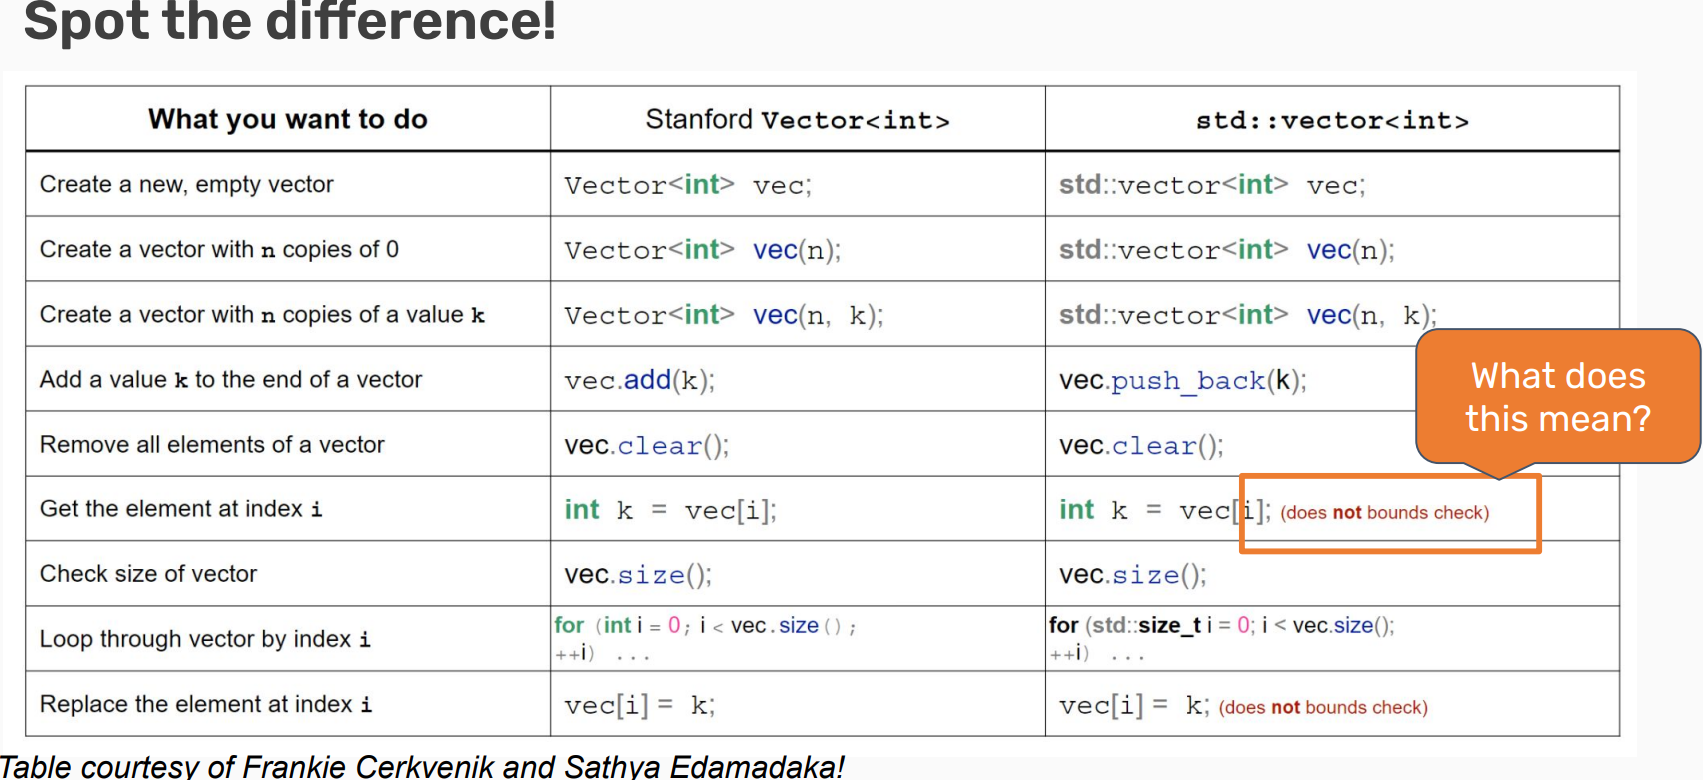 Spot the difference!
What you want to do
Stanford Vector<int>
std::vector<int>
Create a new, empty vector
Vector<int> vec;
std::vector<int> vec;
Create a vector with n copies of 0
Vector<int> vec(n);
std::vector<int> vec(n);
Create a vector with n copies of a value k
Vector<int> vec(n, k);
std::vector<int> vec(n, k);
Add a value k to the end of a vector
vec.add(k);
vec.push_back(k);
What does
this mean?
Remove all elements of a vector
vec.clear();
vec.clear();
Get the element at index i
int k = vec[i];
int k = vec[i]; (does not bounds check)
Check size of vector
vec.size();
vec.size();
Loop through vector by index i
for (int i = 0; i < vec.size();
++i) ...
for (std::size_t i = 0; i < vec.size();
++i) ...
Replace the element at index i
vec[i] = k;
vec[i] = k; (does not bounds check)
Table courtesy of Frankie Cerkvenik and Sathya Edamadaka!